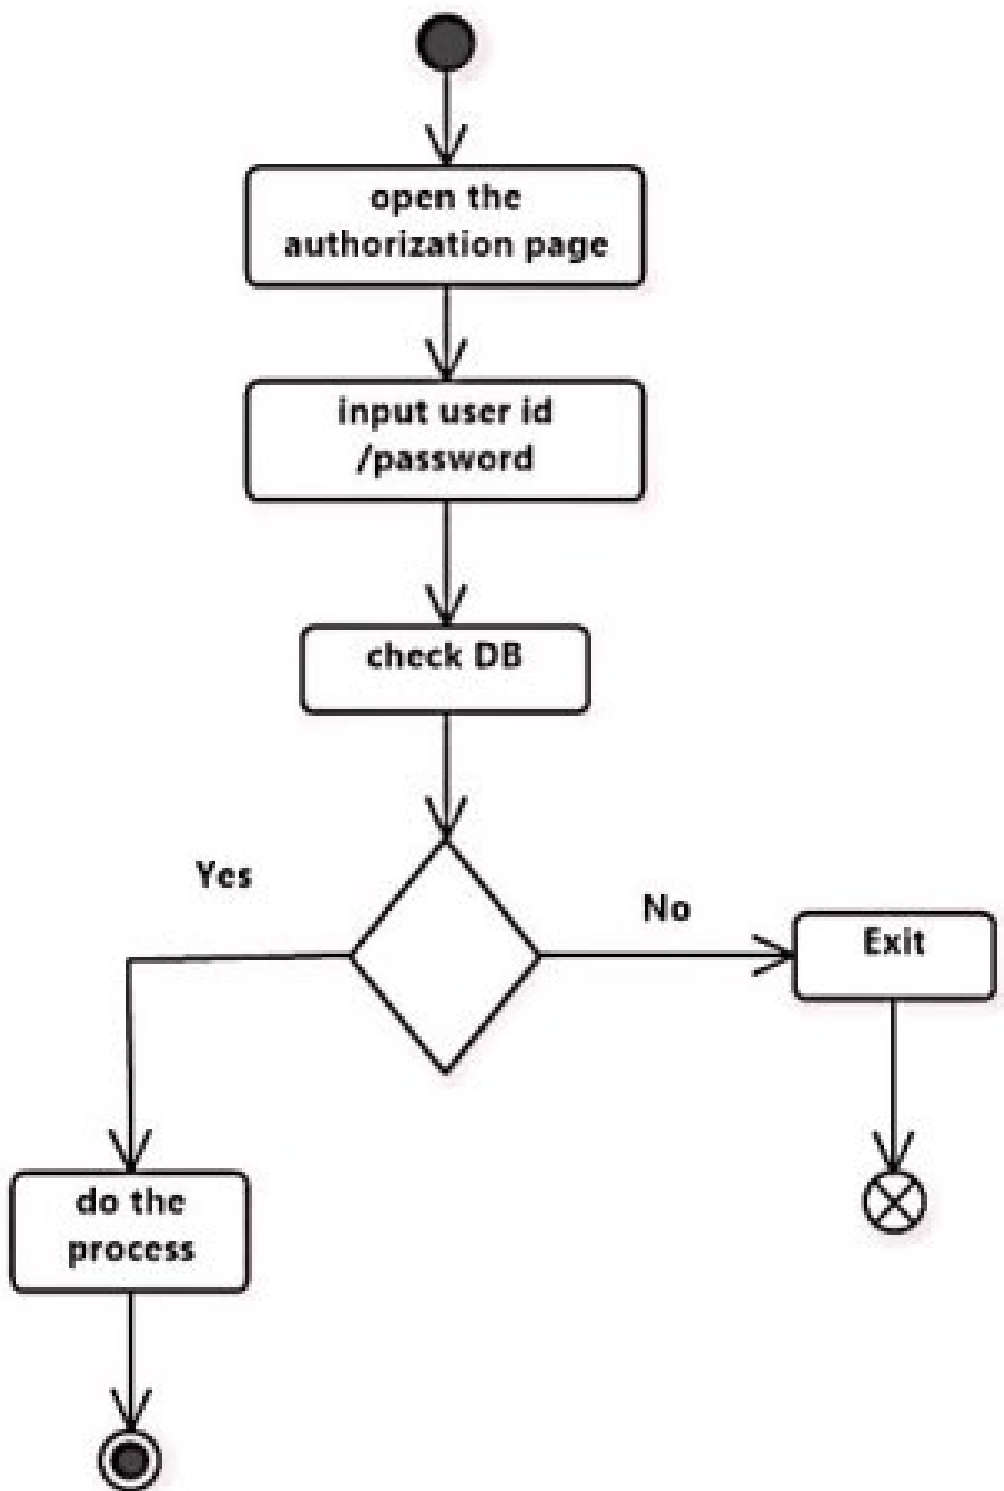 open the
authorization page
input user id
/password
check DB
Yes
No
Exit
do the
process